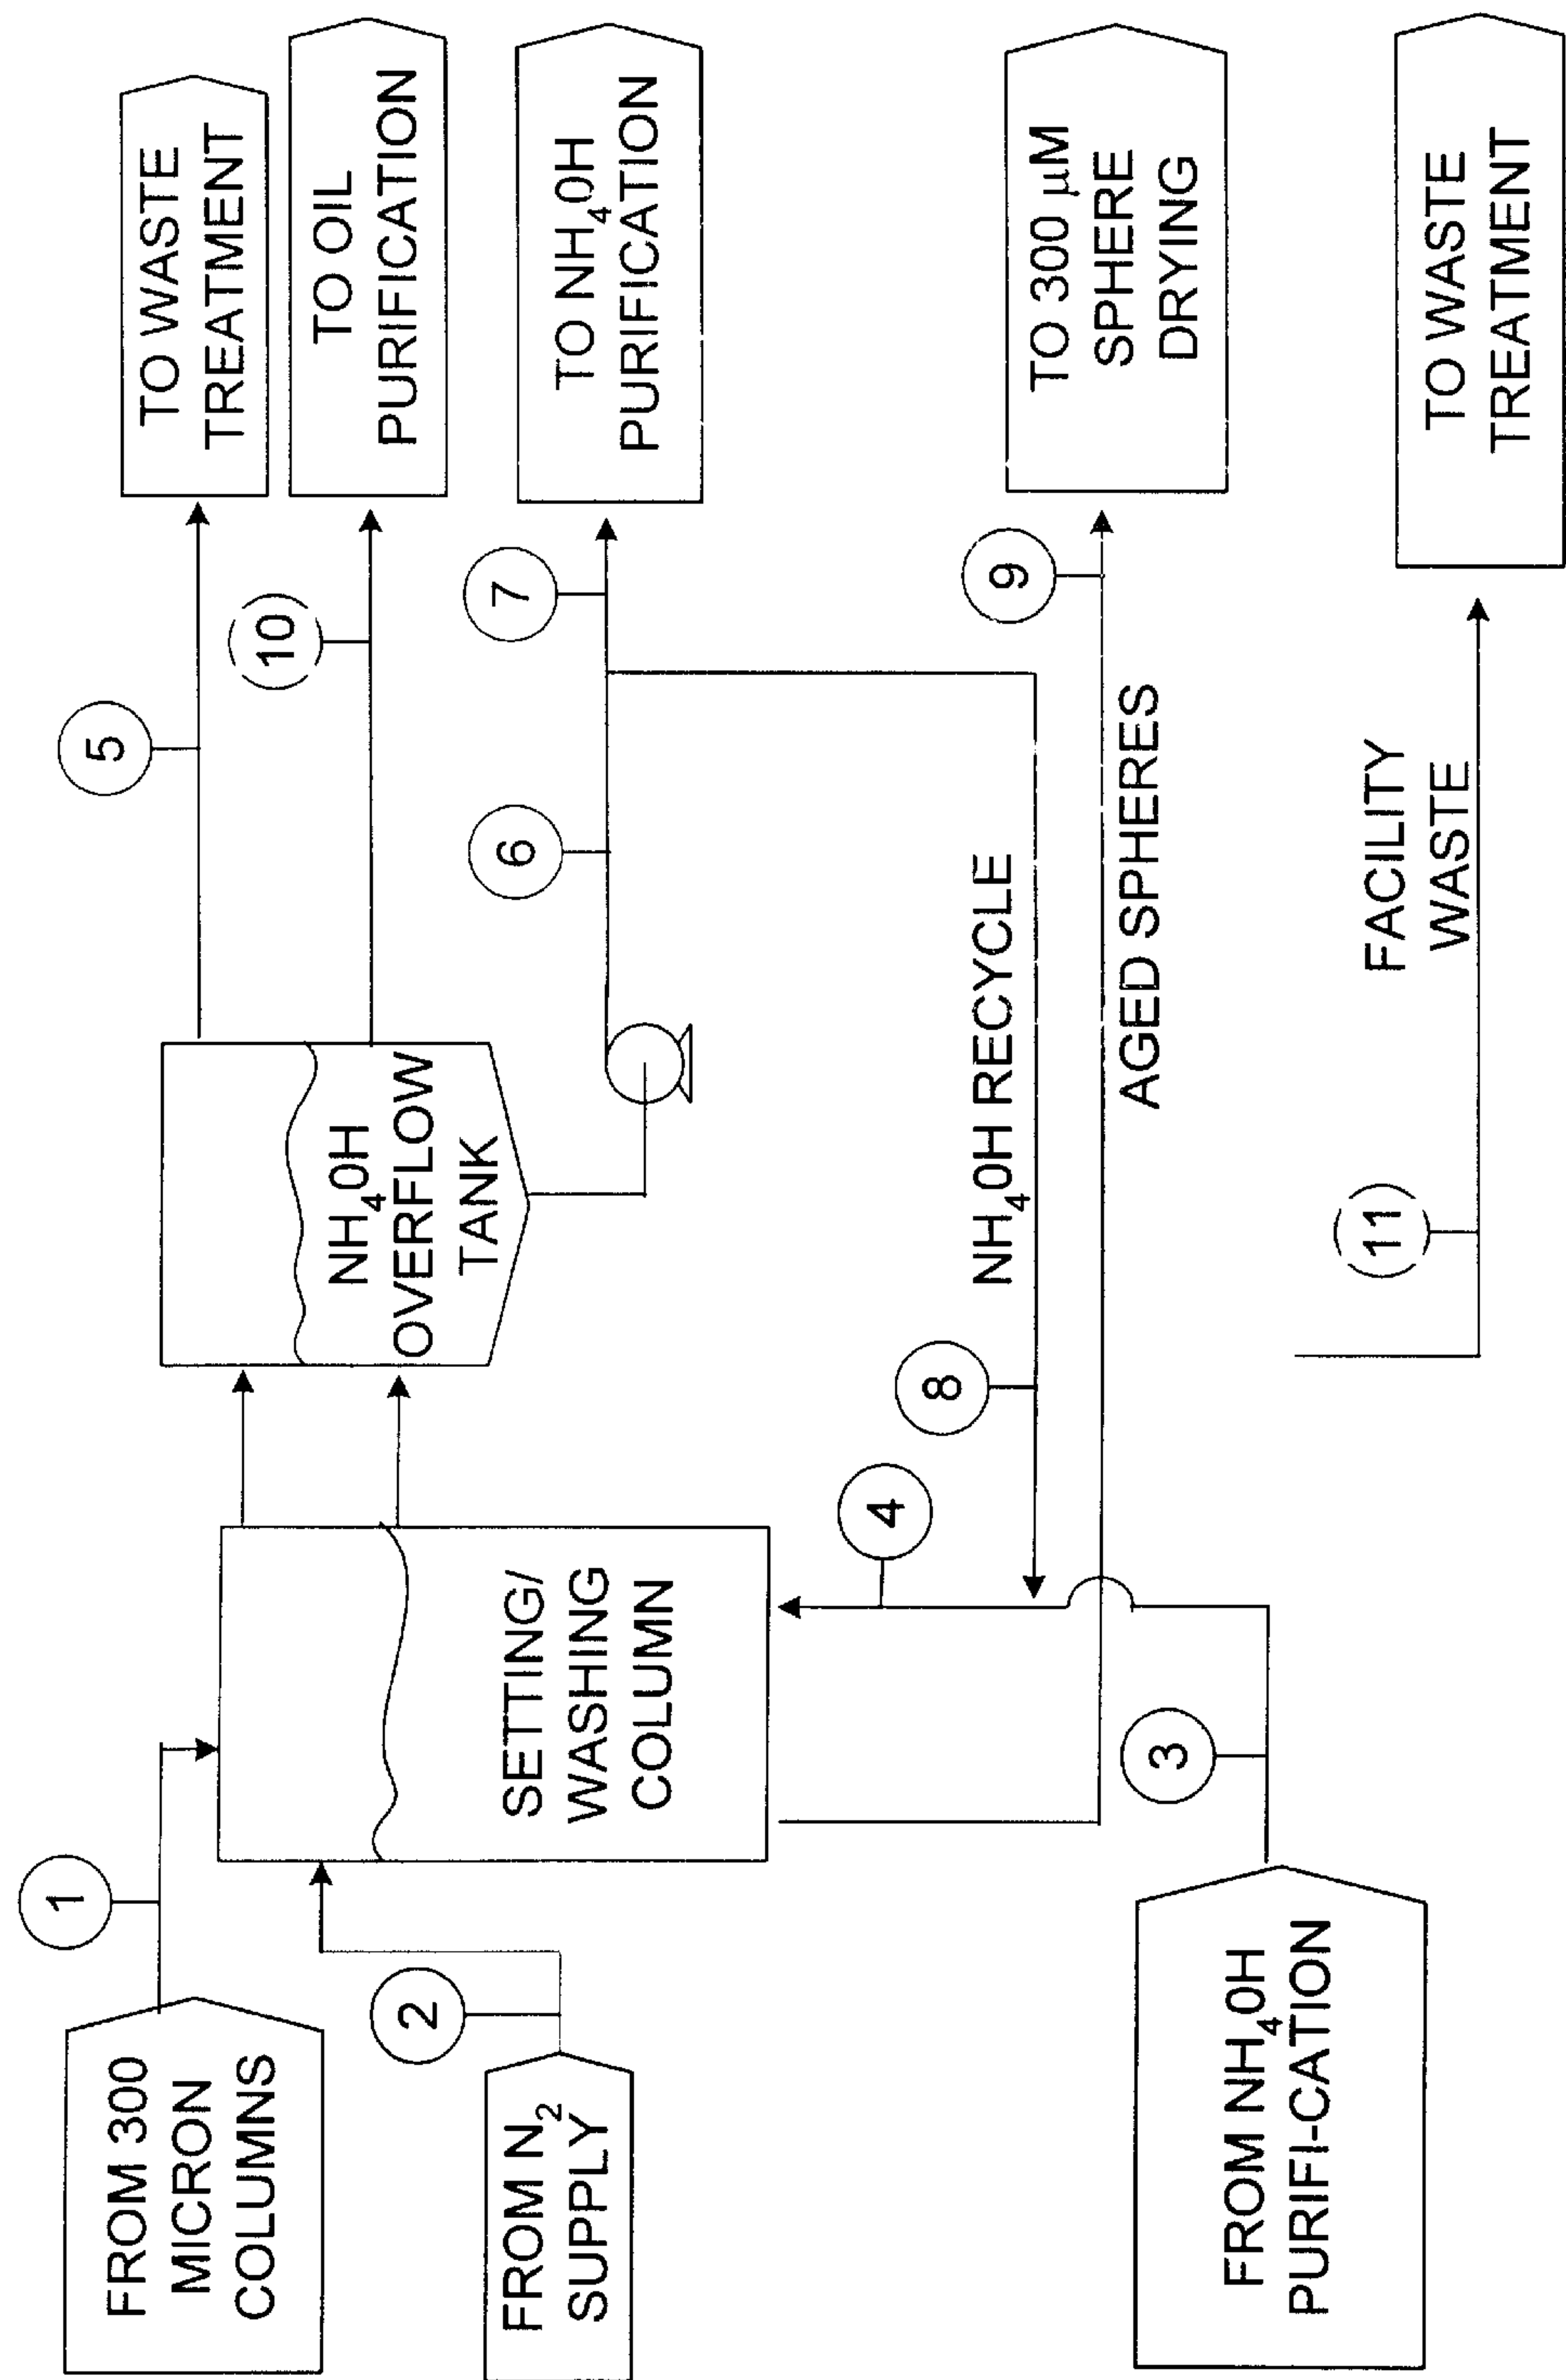 FROM 300
MICRON
COLUMNS
1
FROM N2
SUPPLY
2
FROM NH40H
PURIFI-CATION
3
SETTING/
WASHING
COLUMN
4
8
NH40H
OVERFLOW
TANK
NH40H RECYCLE
AGED SPHERES
5
10
6
7
9
11
FACILITY
WASTE
TO WASTE
TREATMENT
TO OIL
PURIFICATION
TO NH40H
PURIFICATION
TO 300 μM
SPHERE
DRYING
TO WASTE
TREATMENT